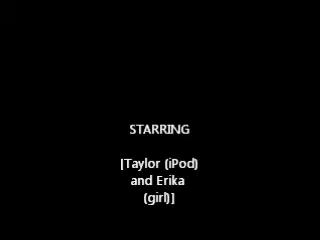 STARRING
[Taylor (iPod)
and Erika
(girl)]